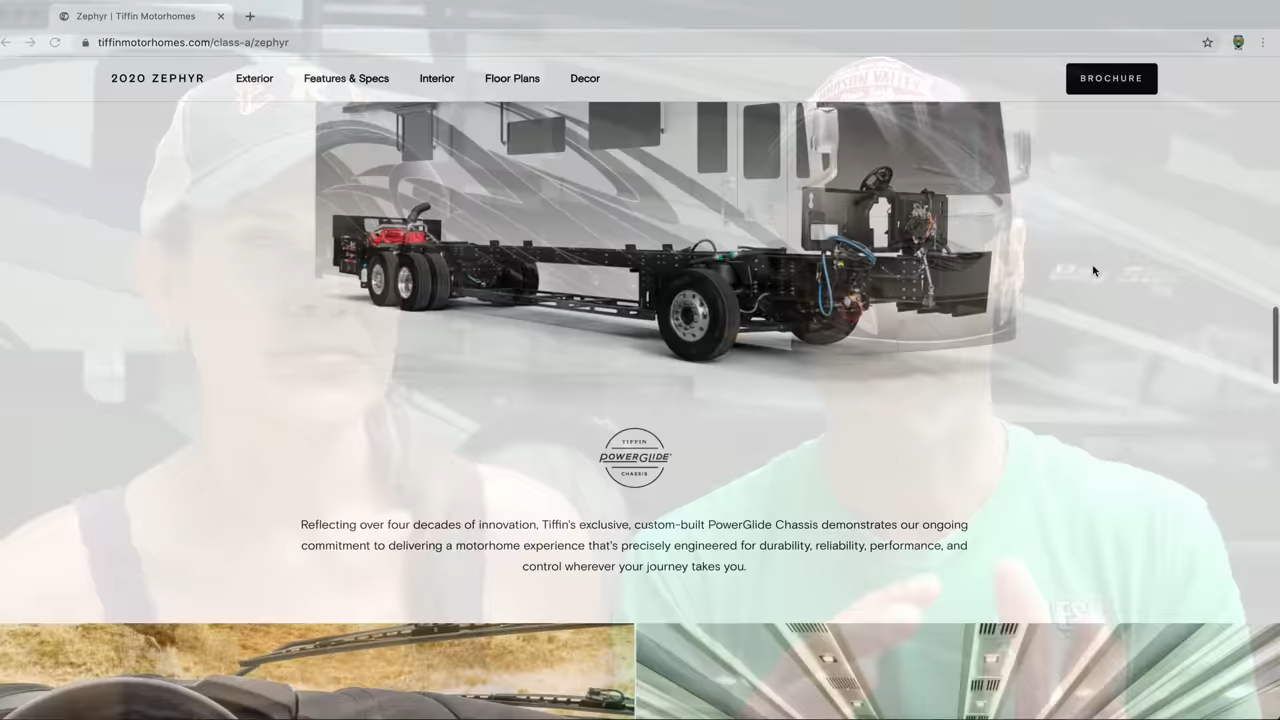 Zephyr | Tiffin Motorhomes
tiffinmotorhomes.com/class-a/zephyr
2020 ZEPHYR Exterior Features & Specs Interior Floor Plans Decor BROCHURE
TIFFIN
POWERGLIDE
CHASSIS
Reflecting over four decades of innovation, Tiffin's exclusive, custom-built PowerGlide Chassis demonstrates our ongoing
commitment to delivering a motorhome experience that's precisely engineered for durability, reliability, performance, and
control wherever your journey takes you.